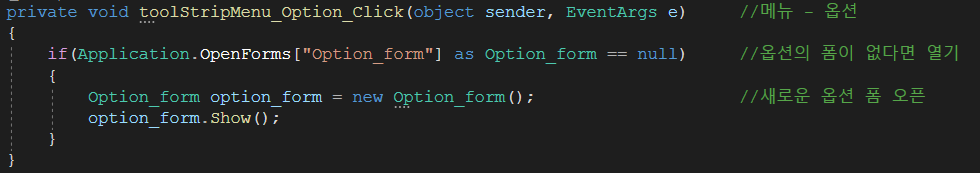 private void toolStripMenu_Option_Click(object sender, EventArgs e) //메뉴 - 옵션
{
if(Application.OpenForms["Option_form"] as Option_form == null) //옵션의 폼이 없다면 열기
{
Option_form option_form = new Option_form(); //새로운 옵션 폼 오픈
option_form.Show();
}
}